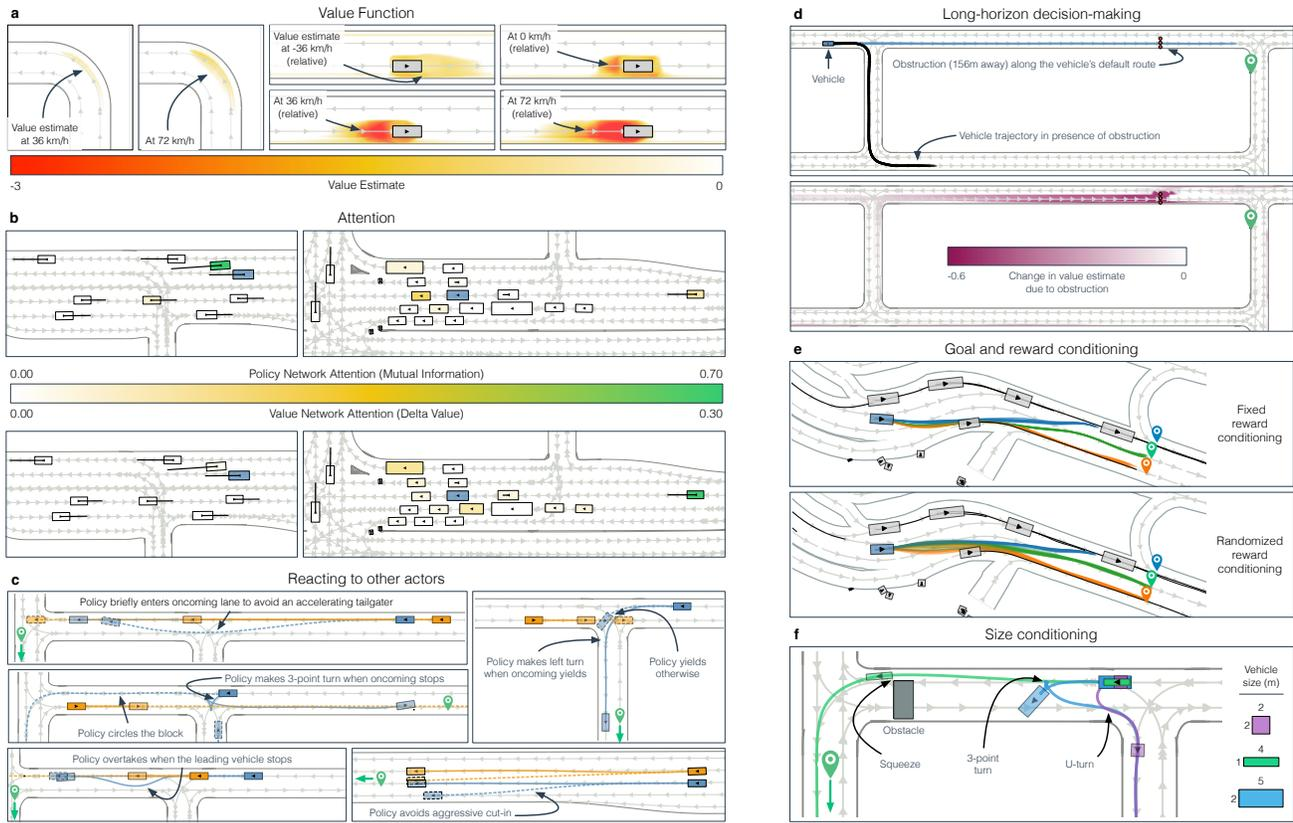 a
Value Function
Value estimate
at 36 km/h
At 72 km/h
Value estimate
at -36 km/h
(relative)
At 0 km/h
(relative)
At 36 km/h
(relative)
At 72 km/h
(relative)
-3
Value Estimate
0
b
Attention
0.00
Policy Network Attention (Mutual Information)
0.70
0.00
Value Network Attention (Delta Value)
0.30
c
Reacting to other actors
Policy briefly enters oncoming lane to avoid an accelerating tailgater
Policy makes 3-point turn when oncoming stops
Policy circles the block
Policy makes left turn
when oncoming yields
Policy yields
otherwise
Policy overtakes when the leading vehicle stops
Policy avoids aggressive cut-in
d
Long-horizon decision-making
Obstruction (156m away) along the vehicle's default route
Vehicle
Vehicle trajectory in presence of obstruction
-0.6
Change in value estimate
due to obstruction
0
e
Goal and reward conditioning
Fixed
reward
conditioning
Randomized
reward
conditioning
f
Size conditioning
Obstacle
Squeeze
3-point
turn
U-turn
Vehicle
size (m)
2
2
4
1
5
2